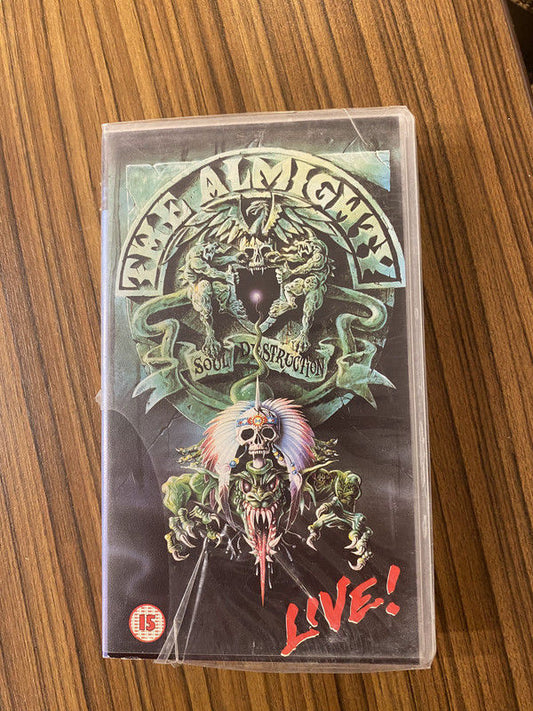 THE ALMIGHTY
SOUL DESTRUCTION
LIVE!
15